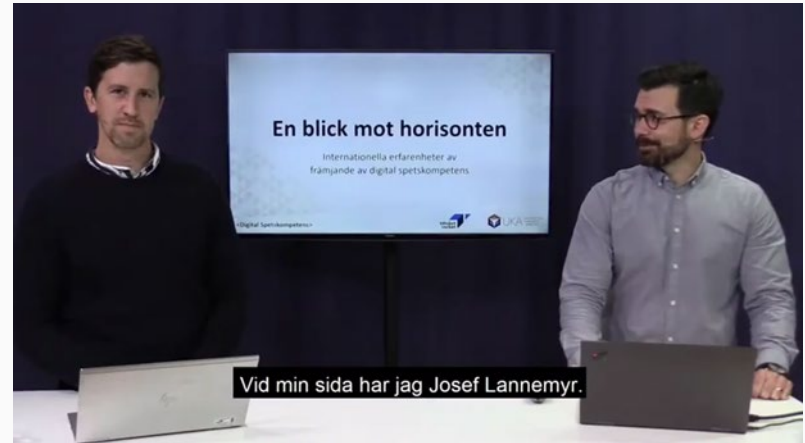 En blick mot horisonten
Internationella erfarenheter av
främjande av digital spetskompetens
<Digital Spetskompetens>
UKÄ
hp
Vid min sida har jag Josef Lannemyr.